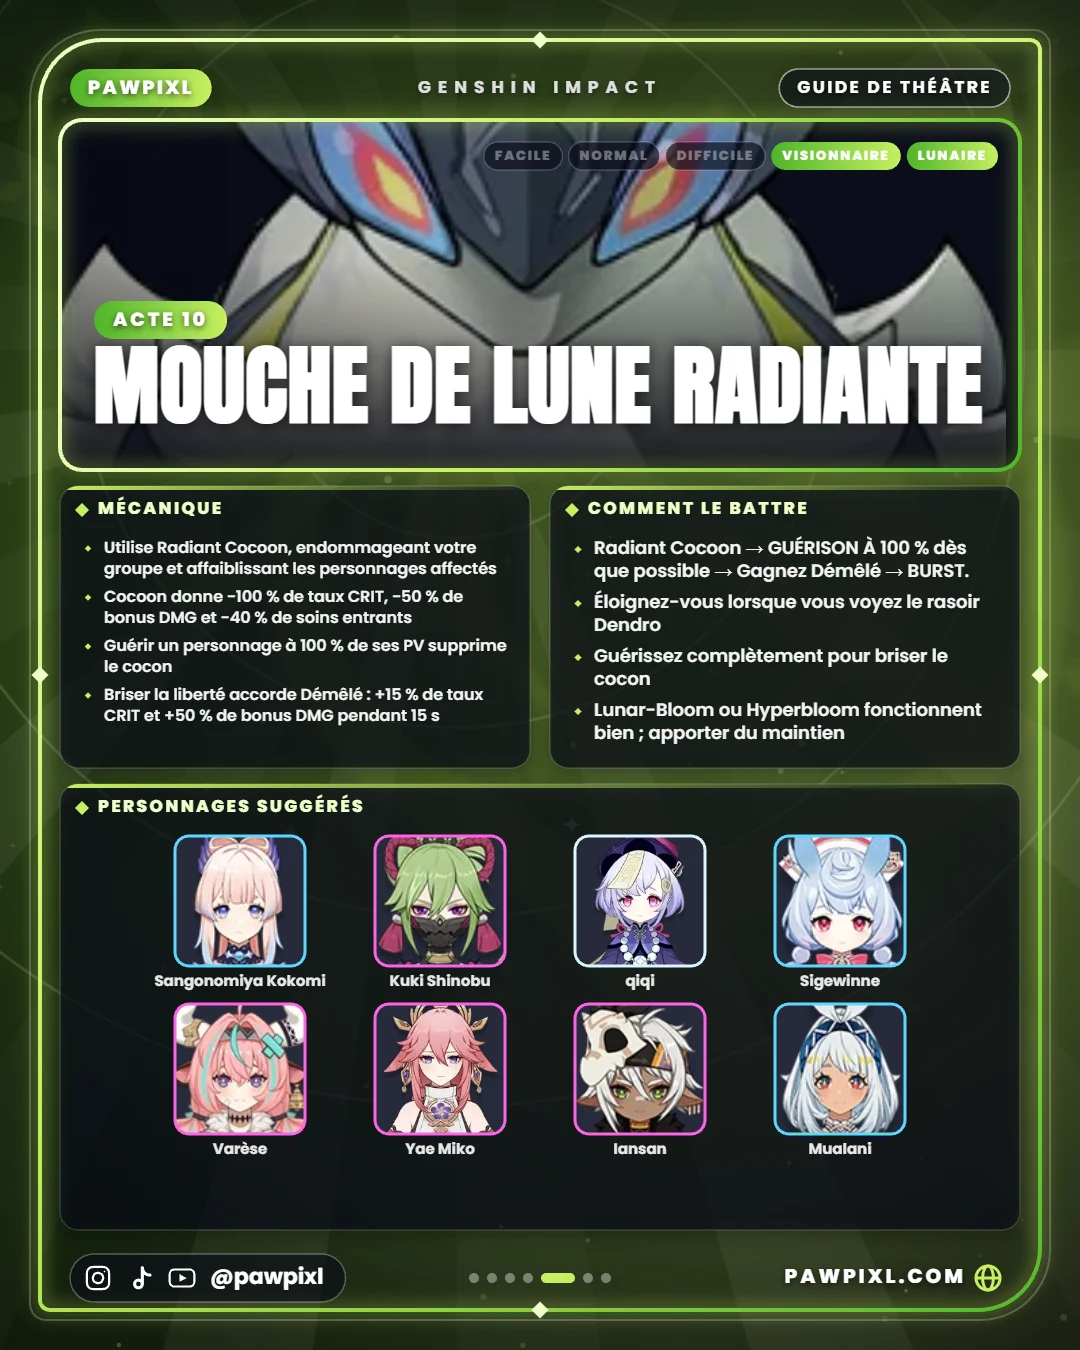 PAWPIXL
GENSHIN IMPACT
GUIDE DE THÉÂTRE
FACILE
NORMAL
DIFFICILE
VISIONNAIRE
LUNAIRE
ACTE 10
MOUCHE DE LUNE RADIANTE
MÉCANIQUE
Utilise Radiant Cocoon, endommageant votre
groupe et affaiblissant les personnages affectés
Cocoon donne -100 % de taux CRIT, -50 % de
bonus DMG et -40 % de soins entrants
Guérir un personnage à 100 % de ses PV supprime
le cocon
Briser la liberté accorde Démêlé : +15 % de taux
CRIT et +50 % de bonus DMG pendant 15 s
COMMENT LE BATTRE
Radiant Cocoon → GUÉRISON À 100 % dès
que possible → Gagnez Démêlé → BURST.
Éloignez-vous lorsque vous voyez le rasoir
Dendro
Guérissez complètement pour briser le
cocon
Lunar-Bloom ou Hyperbloom fonctionnent
bien ; apporter du maintien
PERSONNAGES SUGGÉRÉS
Sangonomiya Kokomi
Kuki Shinobu
qiqi
Sigewinne
Varèse
Yae Miko
Iansan
Mualani
@pawpixl
PAWPIXL.COM